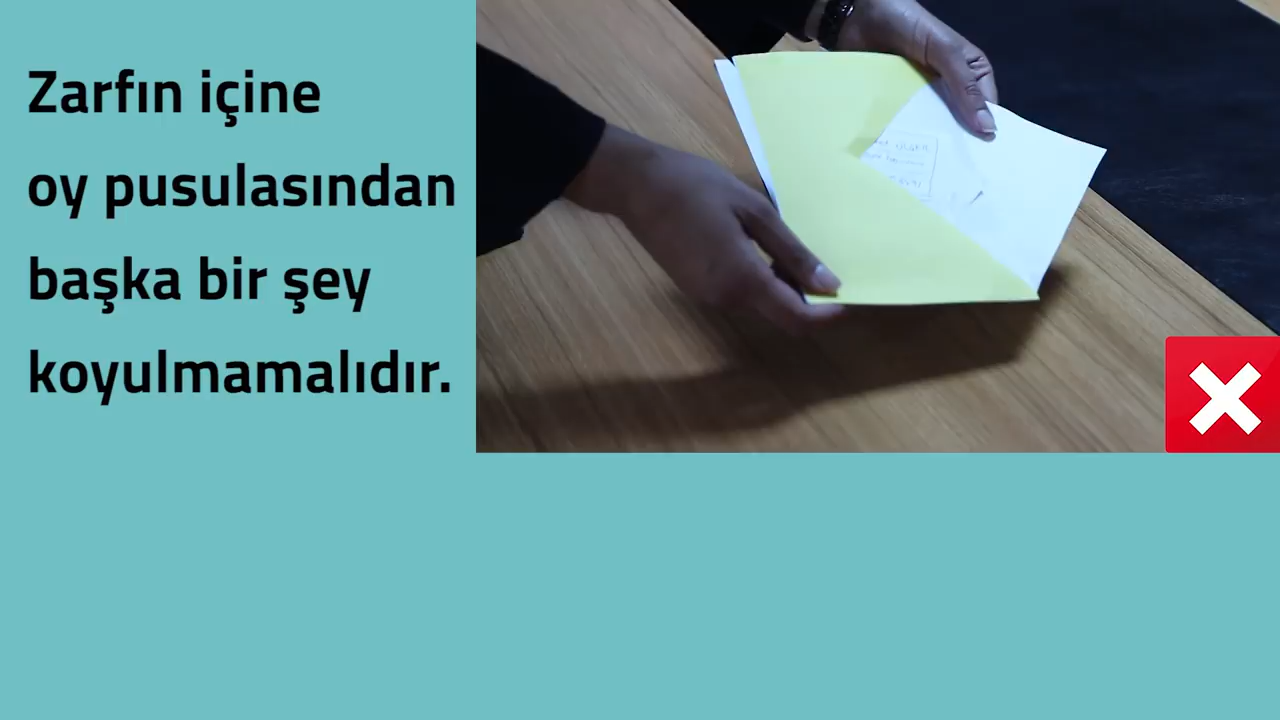 Zarfın içine
oy pusulasından
başka bir şey
koyulmamalıdır.